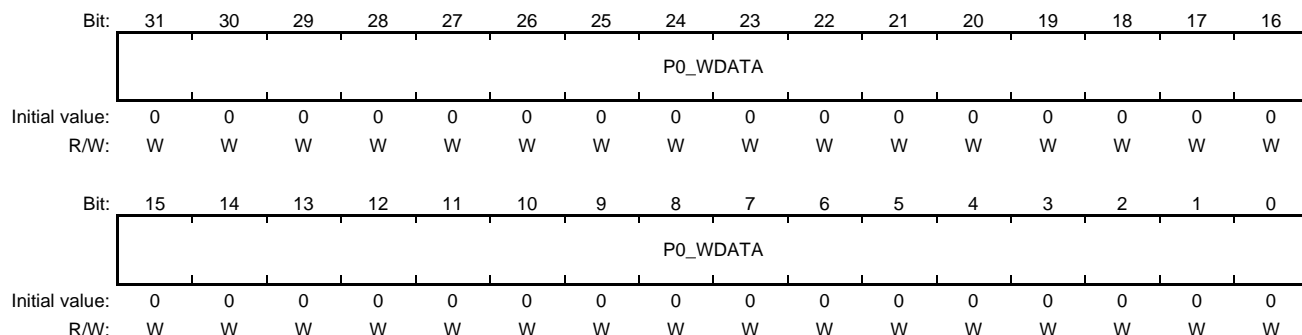 Bit: 31 30 29 28 27 26 25 24 23 22 21 20 19 18 17 16
P0_WDATA
Initial value: 0 0 0 0 0 0 0 0 0 0 0 0 0 0 0 0
R/W: W W W W W W W W W W W W W W W W
Bit: 15 14 13 12 11 10 9 8 7 6 5 4 3 2 1 0
P0_WDATA
Initial value: 0 0 0 0 0 0 0 0 0 0 0 0 0 0 0 0
R/W: W W W W W W W W W W W W W W W W